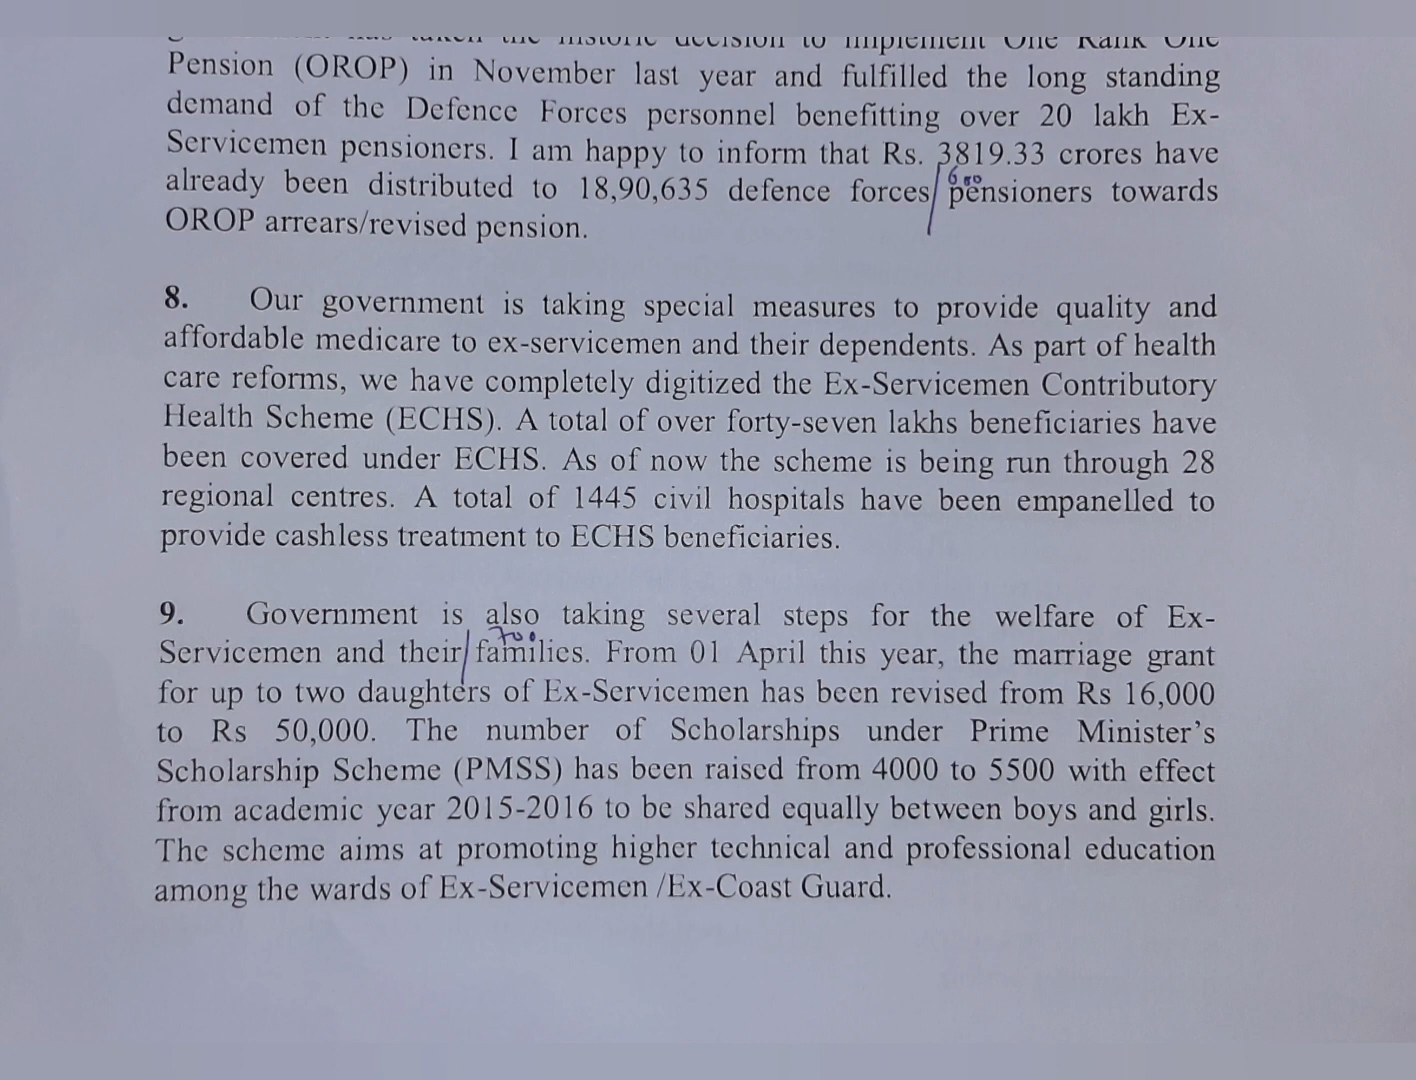 taken the historic decision to implement One Rank One
Pension (OROP) in November last year and fulfilled the long standing
demand of the Defence Forces personnel benefitting over 20 lakh Ex-
Servicemen pensioners. I am happy to inform that Rs. 3819.33 crores have
600
already been distributed to 18,90,635 defence forces/ pensioners towards
OROP arrears/revised pension.
8. Our government is taking special measures to provide quality and
affordable medicare to ex-servicemen and their dependents. As part of health
care reforms, we have completely digitized the Ex-Servicemen Contributory
Health Scheme (ECHS). A total of over forty-seven lakhs beneficiaries have
been covered under ECHS. As of now the scheme is being run through 28
regional centres. A total of 1445 civil hospitals have been empanelled to
provide cashless treatment to ECHS beneficiaries.
9. Government is also taking several steps for the welfare of Ex-
700
Servicemen and their/ families. From 01 April this year, the marriage grant
for up to two daughters of Ex-Servicemen has been revised from Rs 16,000
to Rs 50,000. The number of Scholarships under Prime Minister's
Scholarship Scheme (PMSS) has been raised from 4000 to 5500 with effect
from academic year 2015-2016 to be shared equally between boys and girls.
The scheme aims at promoting higher technical and professional education
among the wards of Ex-Servicemen /Ex-Coast Guard.